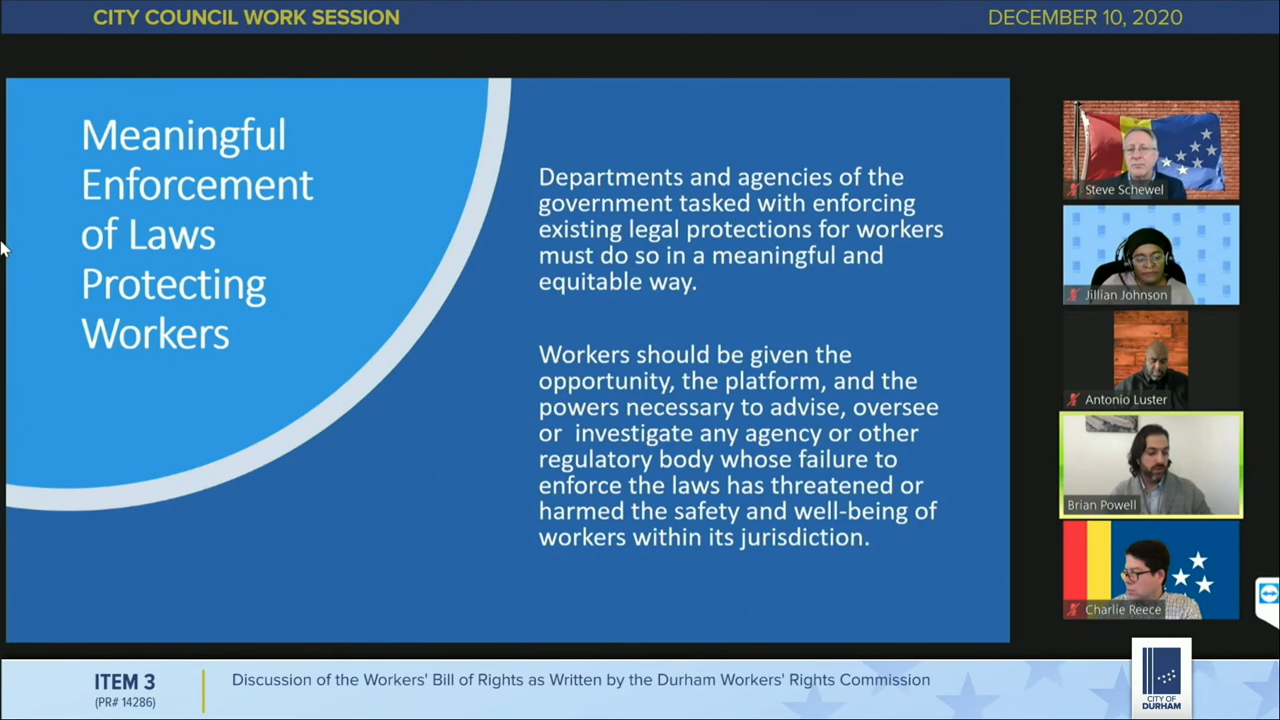 CITY COUNCIL WORK SESSION
DECEMBER 10, 2020
Meaningful
Enforcement
of Laws
Protecting
Workers
Departments and agencies of the
government tasked with enforcing
existing legal protections for workers
must do so in a meaningful and
equitable way.
Workers should be given the
opportunity, the platform, and the
powers necessary to advise, oversee
or investigate any agency or other
regulatory body whose failure to
enforce the laws has threatened or
harmed the safety and well-being of
workers within its jurisdiction.
Steve Schewel
Jillian Johnson
Antonio Luster
Brian Powell
Charlie Reece
ITEM 3
(PR# 14286)
Discussion of the Workers' Bill of Rights as Written by the Durham Workers' Rights Commission
CITY OF
DURHAM